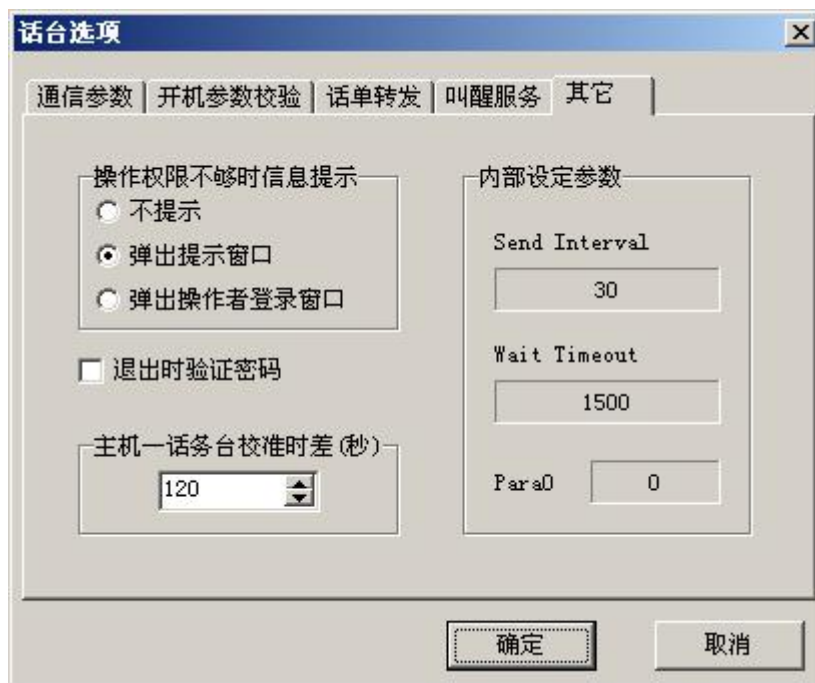 话台选项
通信参数 开机参数校验 话单转发 叫醒服务 其它
操作权限不够时信息提示
不提示
弹出提示窗口
弹出操作者登录窗口
退出时验证密码
主机一话务台校准时差(秒)
120
内部设定参数
Send Interval
30
Wait Timeout
1500
Para0 0
确定 取消